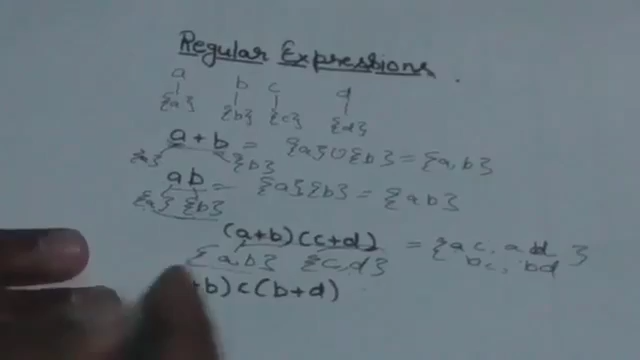 Regular Expressions.
a b c d
{a} {b} {c} {d}
a + b = {a} ∪ {b} = {a, b}
{a} {b}
ab = {a}{b} = {ab}
{a} {b}
(a+b)(c+d) = {ac, ad
{a, b} {c, d} bc, bd}
+b) c (b+d)